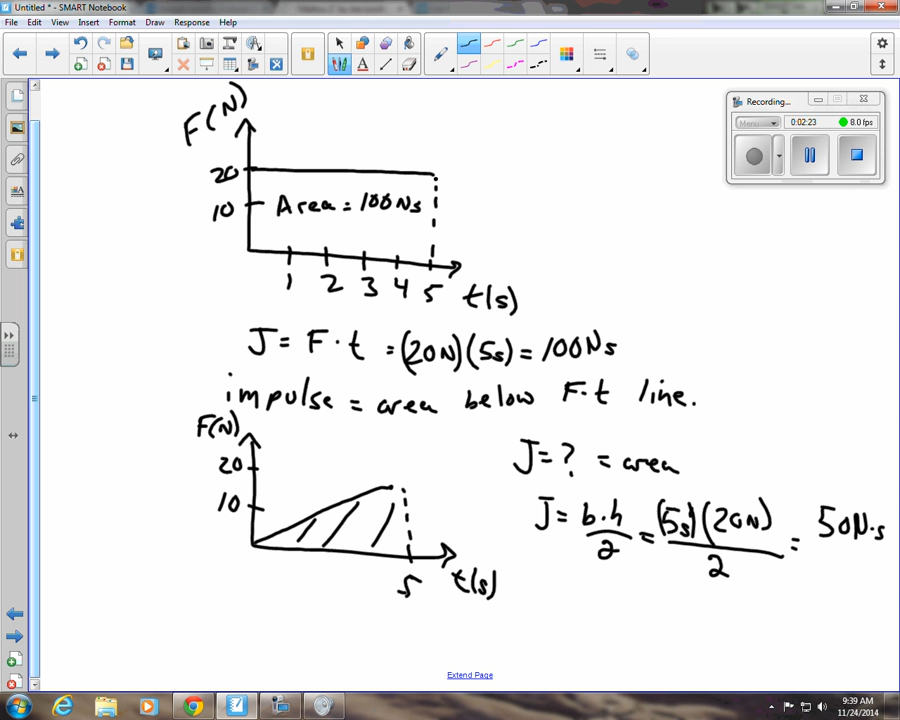 Untitled * - SMART Notebook
File Edit View Insert Format Draw Response Help
Recording...
Menu 0:02:23 8.0 fps
F(N)
20
10
Area = 100Ns
1 2 3 4 5 t(s)
J = F · t = (20N)(5s) = 100Ns
impulse = area below F·t line.
F(N)
20
10
5 t(s)
J = ? = area
J = b·h/2 = (5s)(20N)/2 = 50N·s
Extend Page
9:39 AM
11/24/2014